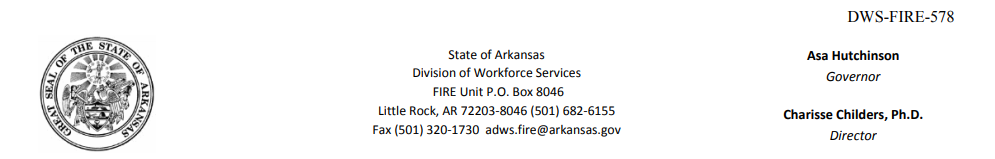 DWS-FIRE-578
GREAT SEAL OF THE STATE OF ARKANSAS
State of Arkansas
Division of Workforce Services
FIRE Unit P.O. Box 8046
Little Rock, AR 72203-8046 (501) 682-6155
Fax (501) 320-1730 adws.fire@arkansas.gov
Asa Hutchinson
Governor
Charisse Childers, Ph.D.
Director